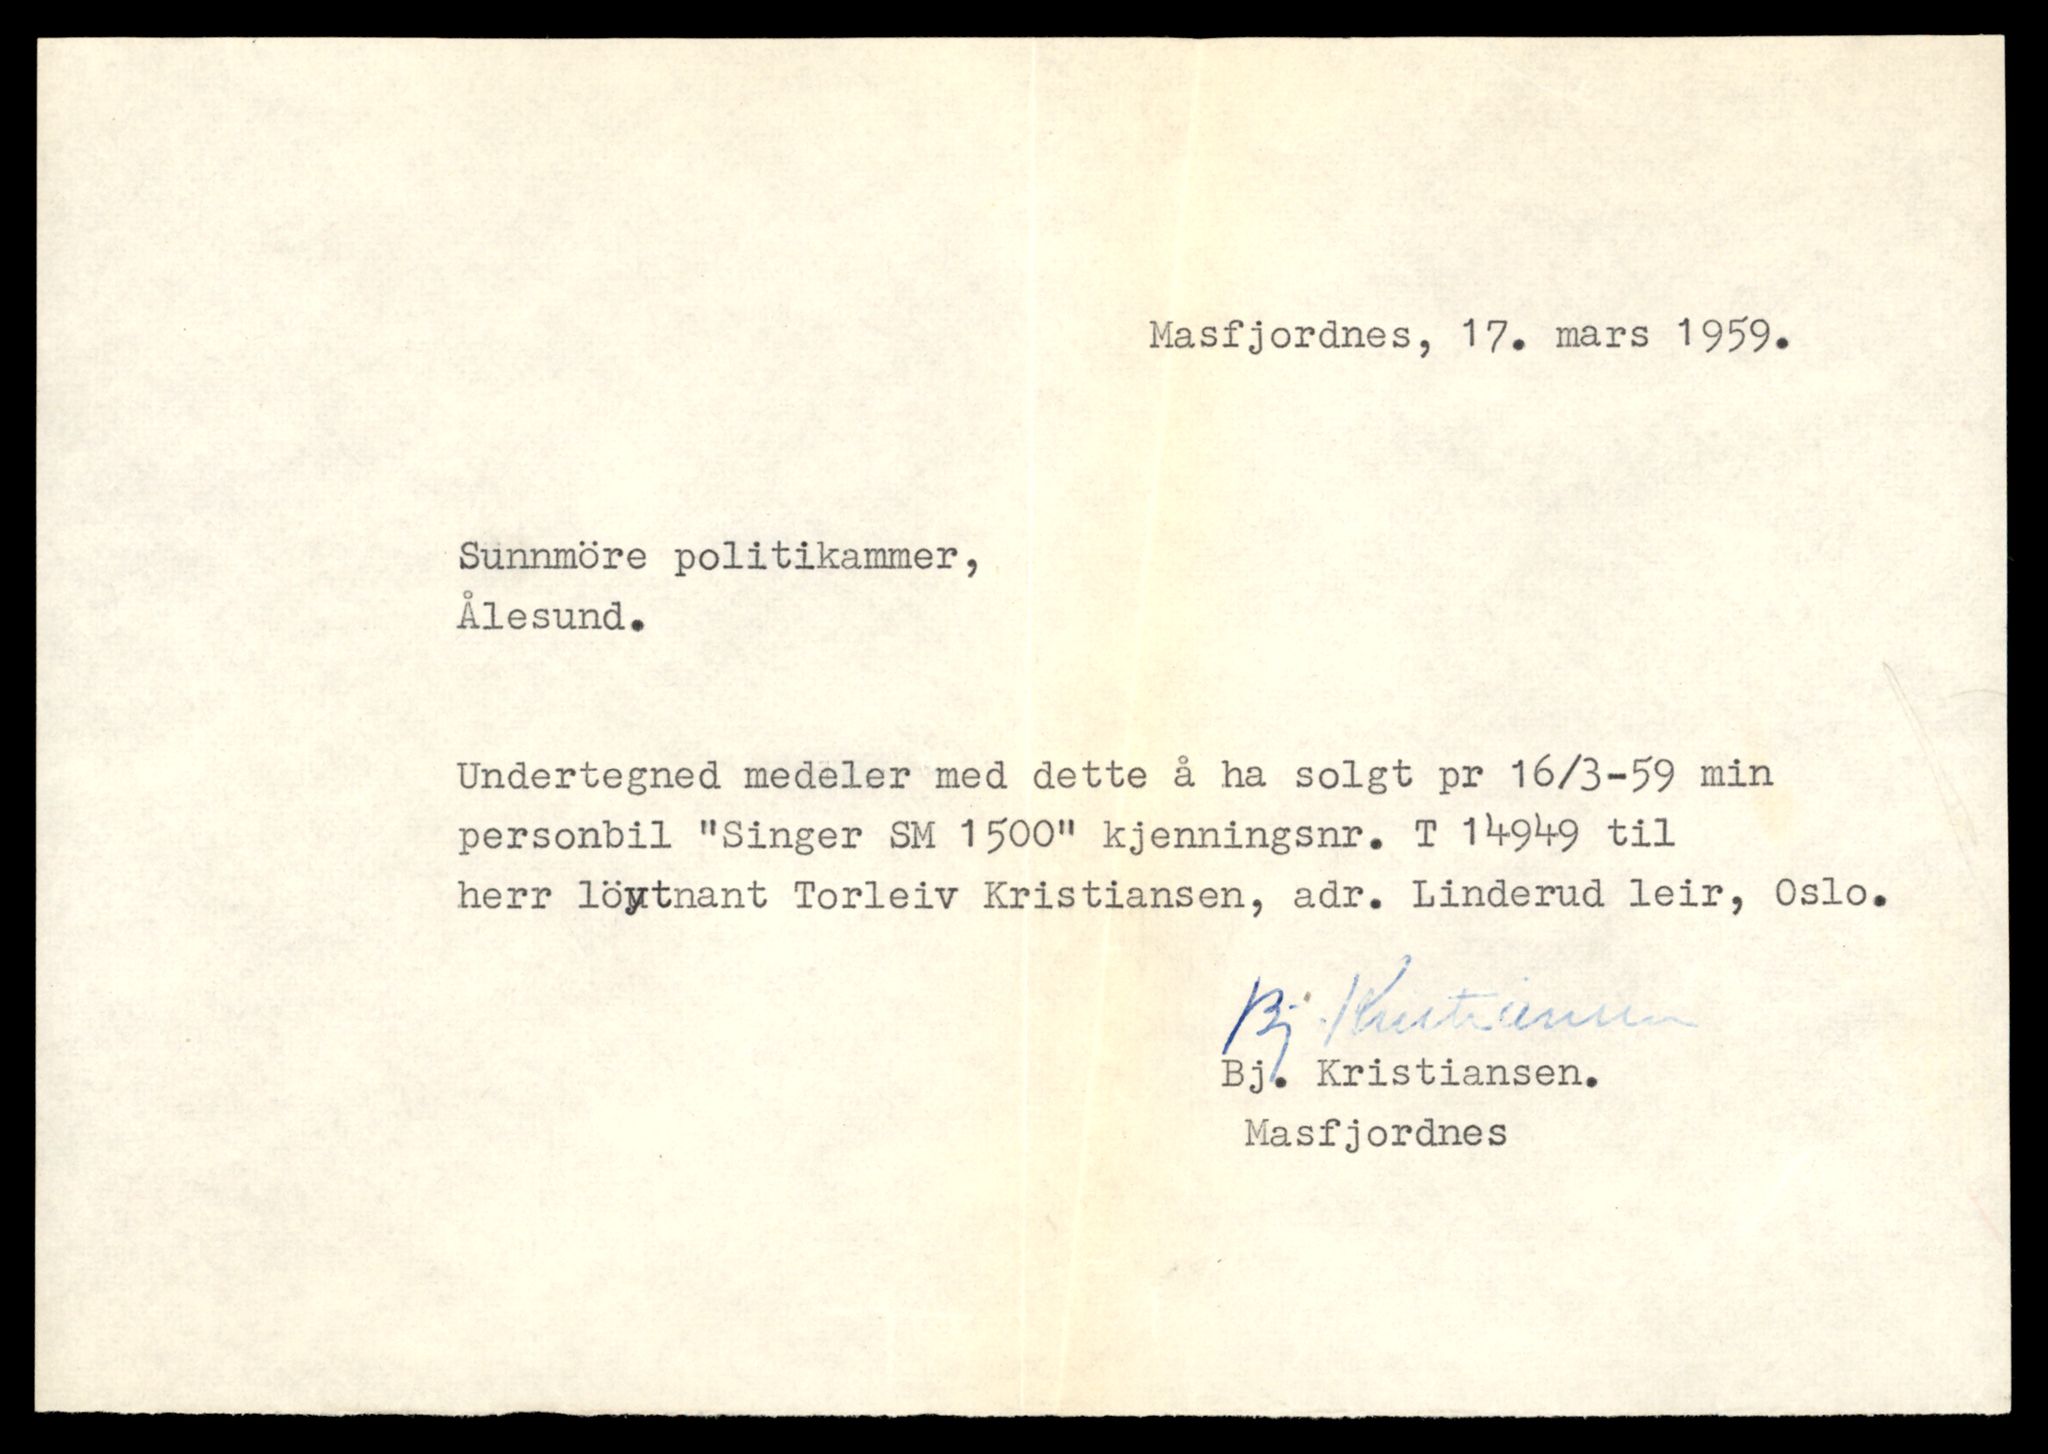 Masfjordnes, 17. mars 1959.
Sunnmöre politikammer,
Ålesund.
Undertegned medeler med dette å ha solgt pr 16/3-59 min
personbil "Singer SM 1500" kjenningsnr. T 14949 til
herr löytnant Torleiv Kristiansen, adr. Linderud leir, Oslo.
Bj. Kristiansen
Bj. Kristiansen.
Masfjordnes